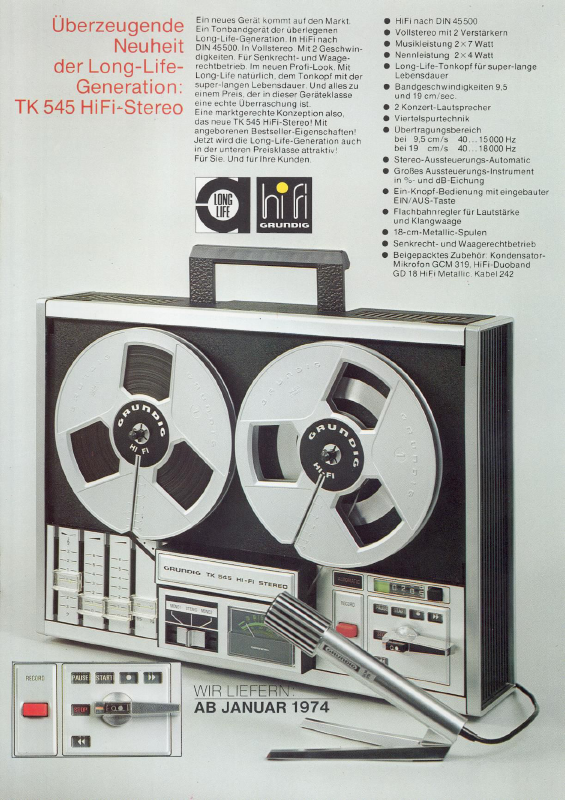 Überzeugende
Neuheit
der Long-Life-
Generation:
TK 545 HiFi-Stereo
Ein neues Gerät kommt auf den Markt.
Ein Tonbandgerät der überlegenen
Long-Life-Generation. In HiFi nach
DIN 45500. In Vollstereo. Mit 2 Geschwin-
digkeiten. Für Senkrecht- und Waage-
rechtbetrieb. Im neuen Profi-Look. Mit
Long-Life natürlich, dem Tonkopf mit der
super-langen Lebensdauer. Und alles zu
einem Preis, der in dieser Geräteklasse
eine echte Überraschung ist.
Eine marktgerechte Konzeption also,
das neue TK 545 HiFi-Stereo! Mit
angeborenen Bestseller-Eigenschaften!
Jetzt wird die Long-Life-Generation auch
in der unteren Preisklasse attraktiv!
Für Sie. Und für Ihre Kunden.
● HiFi nach DIN 45500
● Vollstereo mit 2 Verstärkern
● Musikleistung 2×7 Watt
● Nennleistung 2×4 Watt
● Long-Life-Tonkopf für super-lange
Lebensdauer
● Bandgeschwindigkeiten 9,5
und 19 cm/sec.
● 2 Konzert-Lautsprecher
● Viertelspurtechnik
● Übertragungsbereich
bei 9,5 cm/s 40...15000 Hz
bei 19 cm/s 40...18000 Hz
● Stereo-Aussteuerungs-Automatic
● Großes Aussteuerungs-Instrument
in %- und dB-Eichung
● Ein-Knopf-Bedienung mit eingebauter
EIN/AUS-Taste
● Flachbahnregler für Lautstärke
und Klangwaage
● 18-cm-Metallic-Spulen
● Senkrecht- und Waagerechtbetrieb
● Beigepacktes Zubehör: Kondensator-
Mikrofon GCM 319, HiFi-Duoband
GD 18 HiFi Metallic. Kabel 242
LONG
LIFE
hifi
GRUNDIG
GRUNDIG
HI FI
GRUNDIG
HI-FI
GRUNDIG TK 545 HI-FI STEREO
MONO STEREO MONO
AUTOMATIC
RECORD
PAUSE START
GRUNDIG
RECORD
PAUSE START
STOP
WIR LIEFERN:
AB JANUAR 1974